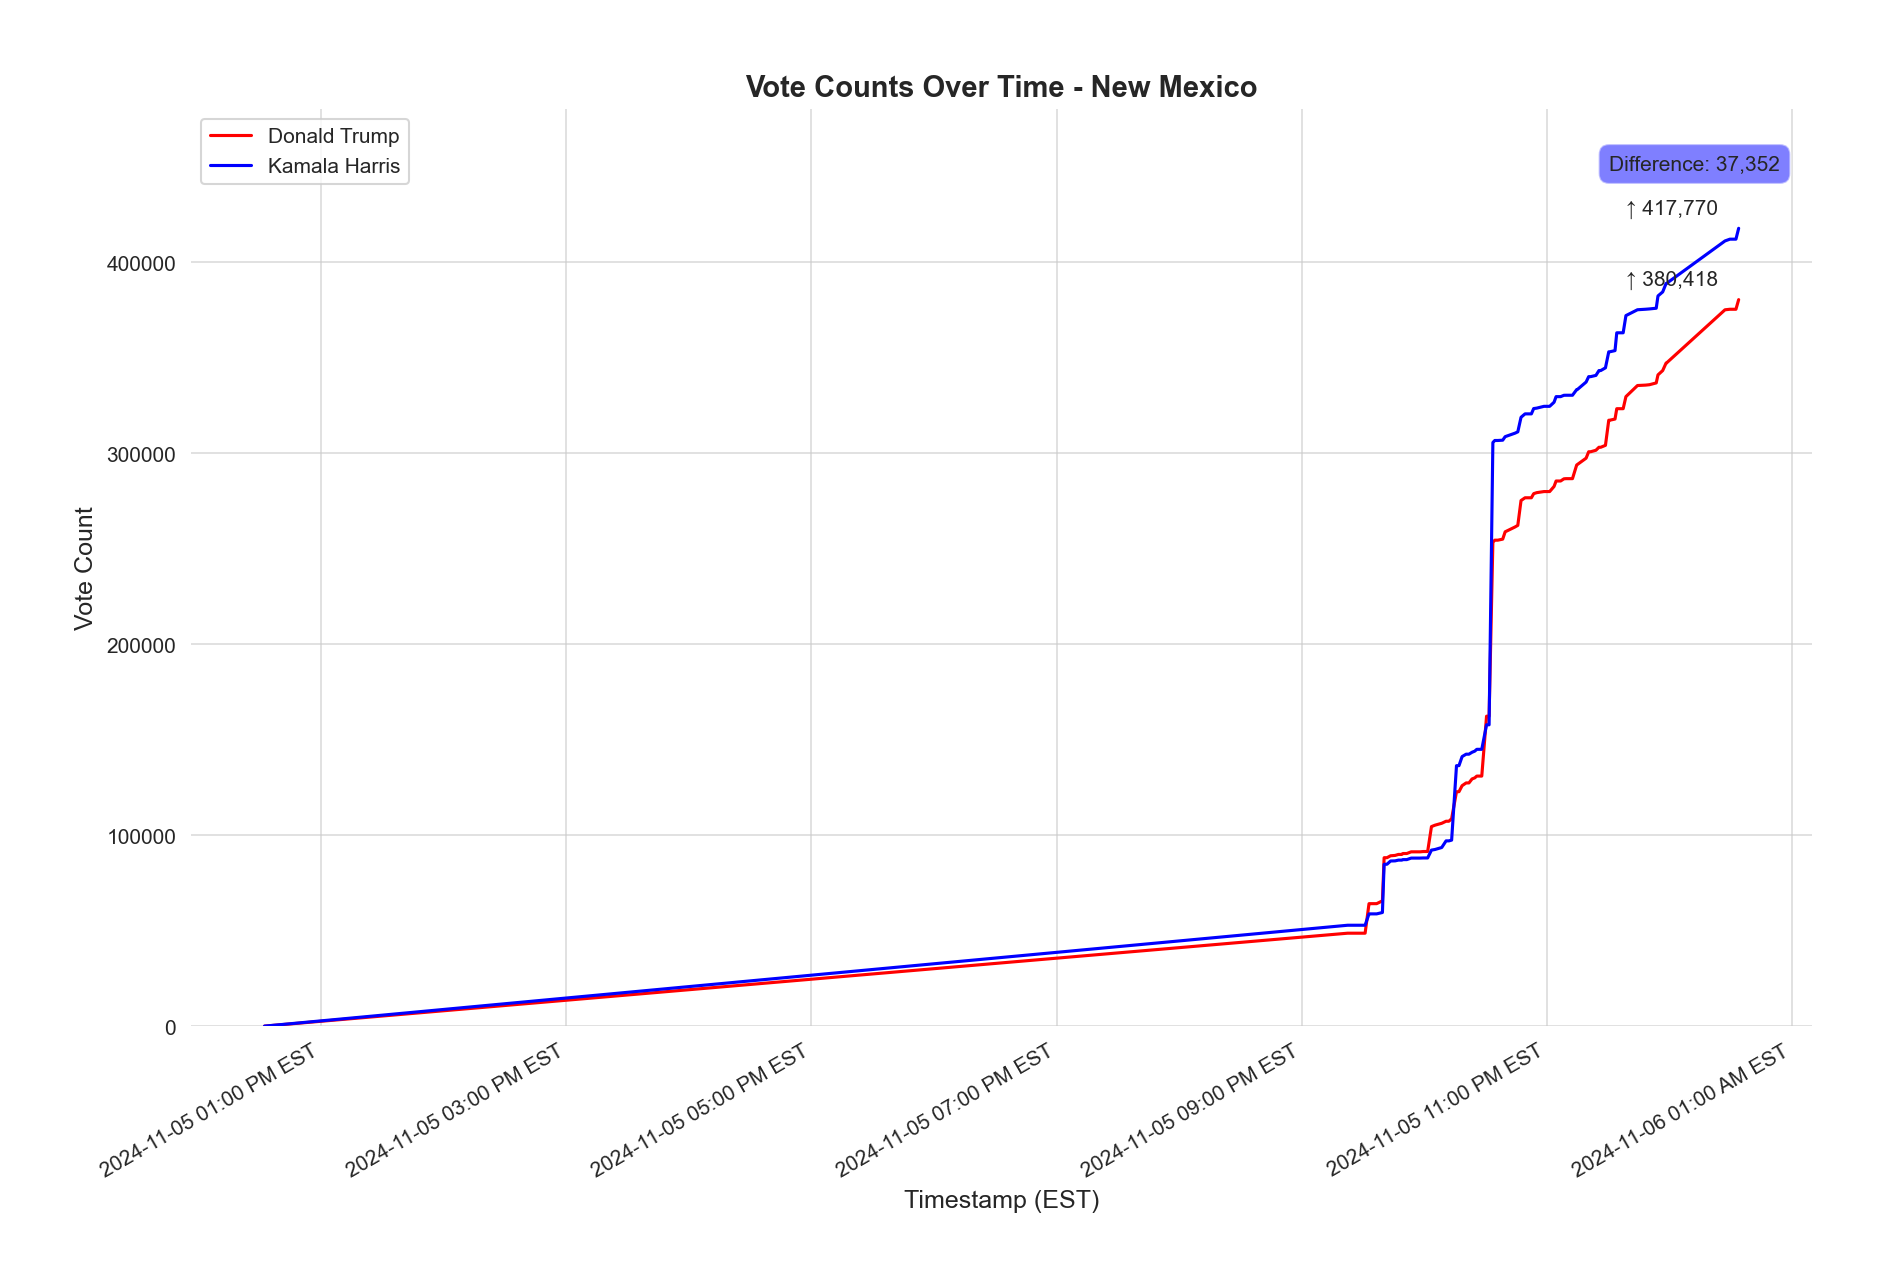 Vote Counts Over Time - New Mexico
Donald Trump
Kamala Harris
Difference: 37,352
↑ 417,770
↑ 380,418
400000
300000
200000
100000
0
Vote Count
2024-11-05 01:00 PM EST
2024-11-05 03:00 PM EST
2024-11-05 05:00 PM EST
2024-11-05 07:00 PM EST
2024-11-05 09:00 PM EST
2024-11-05 11:00 PM EST
2024-11-06 01:00 AM EST
Timestamp (EST)